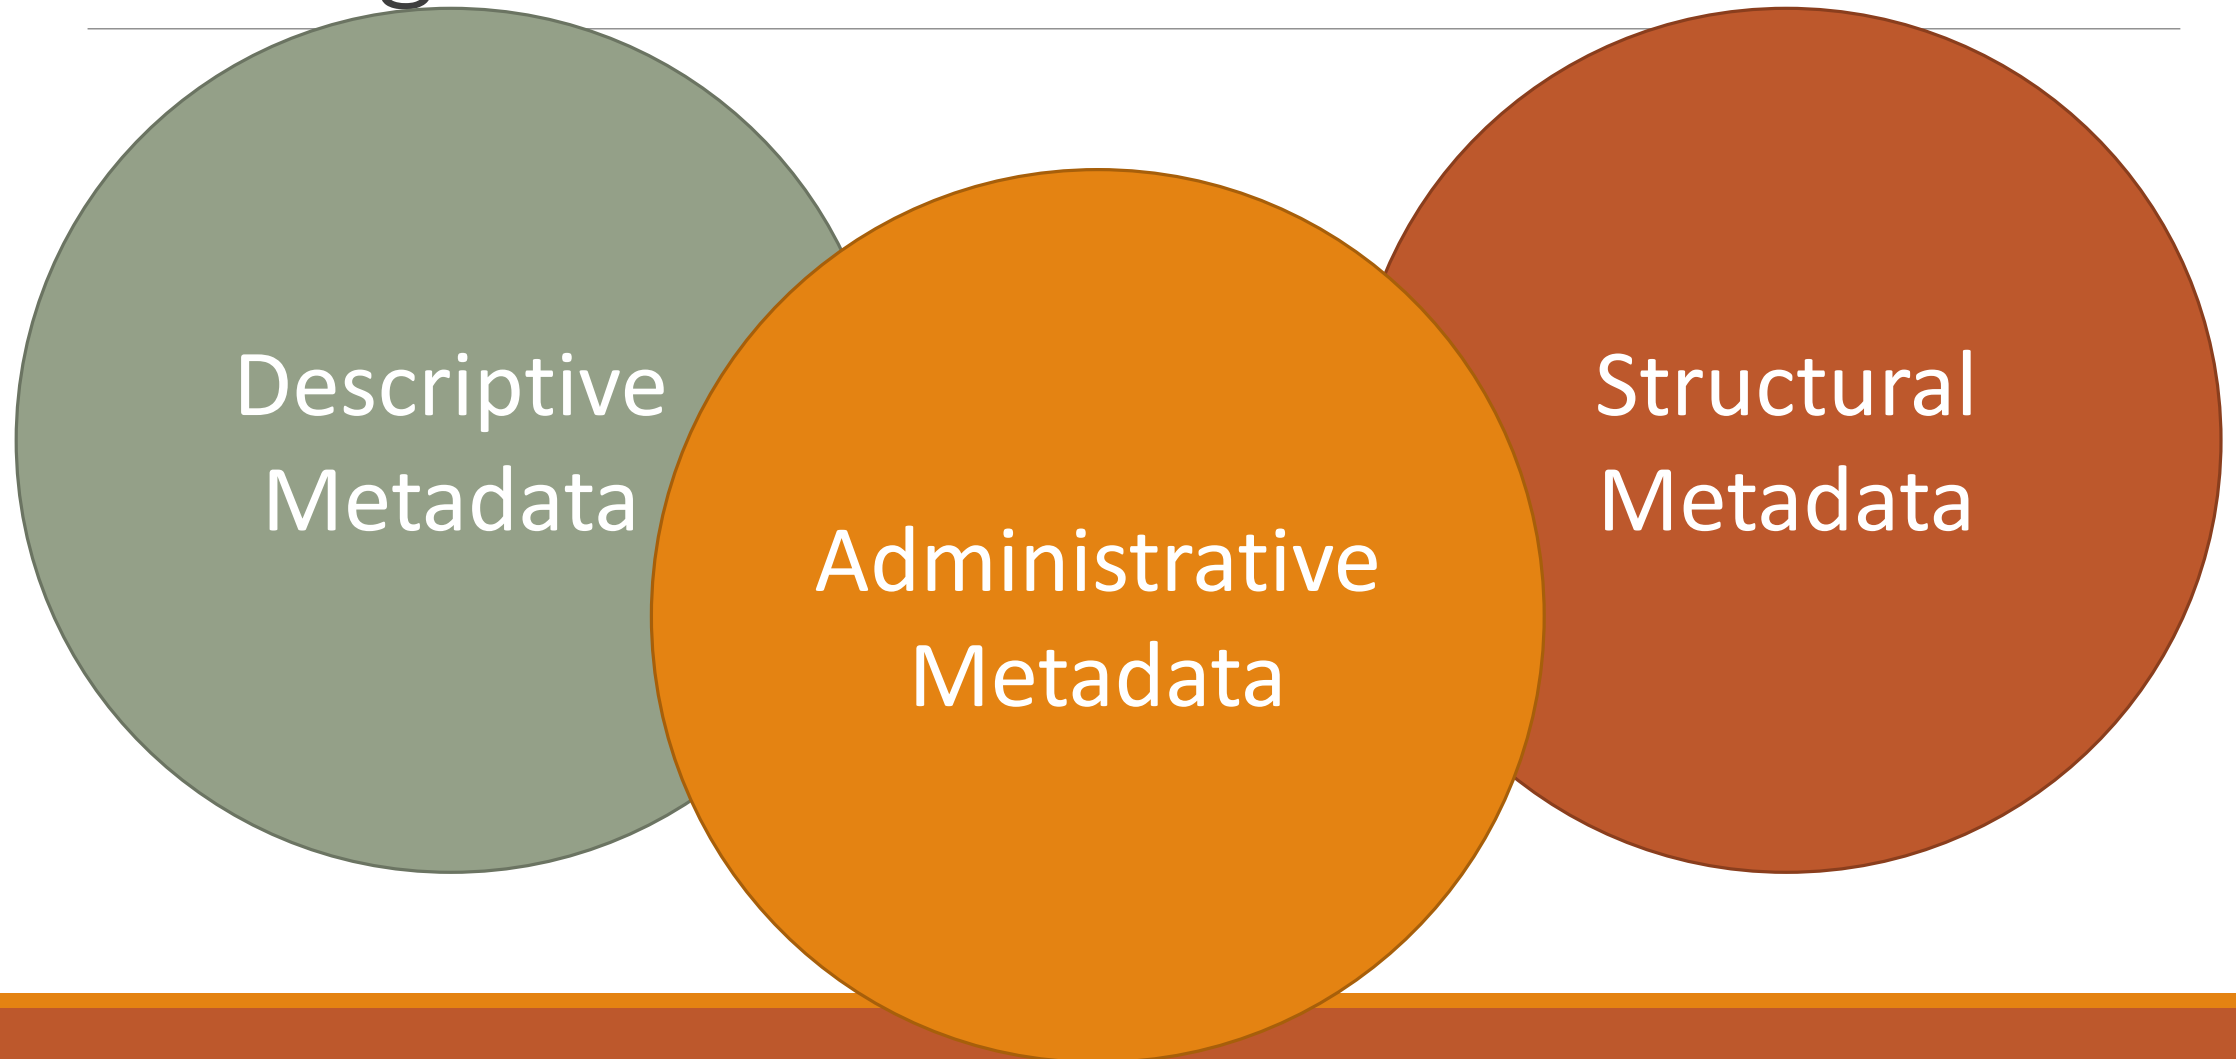 Descriptive
Metadata
Administrative
Metadata
Structural
Metadata